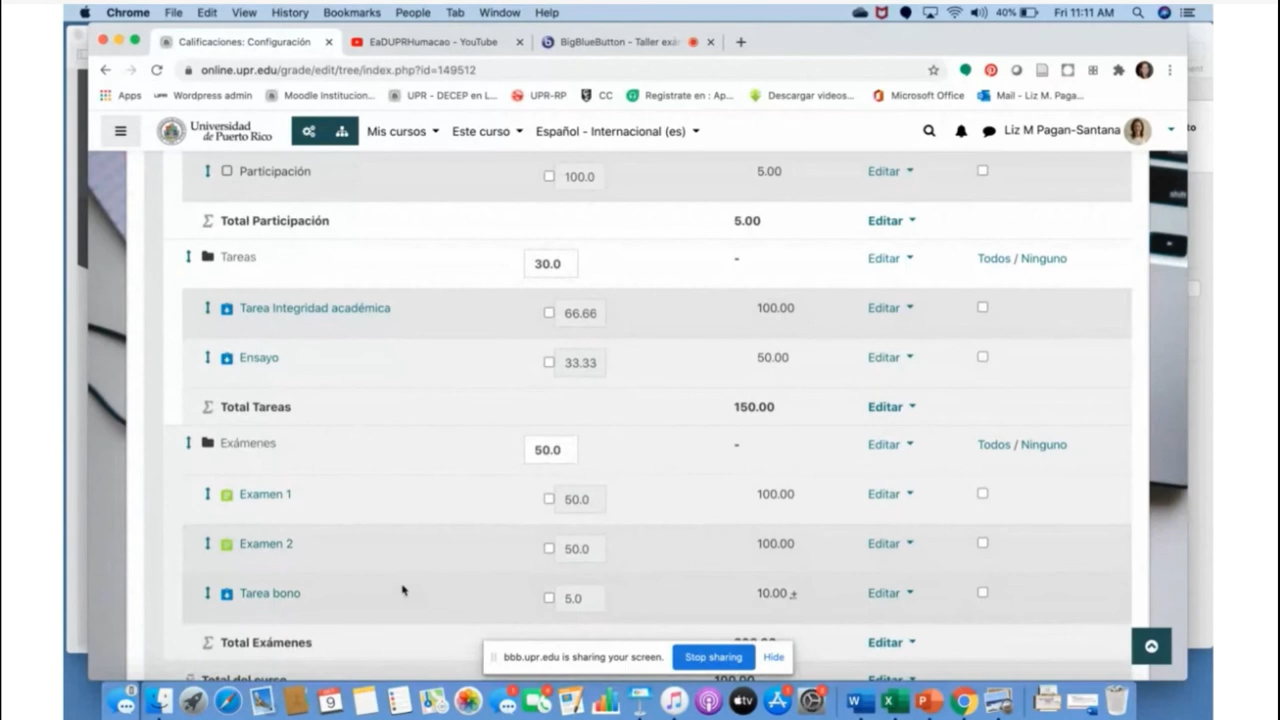 Chrome File Edit View History Bookmarks People Tab Window Help 40% Fri 11:11 AM
Calificaciones: Configuración EaDUPRHumacao - YouTube BigBlueButton - Taller exá
online.upr.edu/grade/edit/tree/index.php?id=149512
Apps Wordpress admin Moodle Institucion... UPR - DECEP en L... UPR-RP CC Registrate en : Ap... Descargar videos... Microsoft Office Mail - Liz M. Paga...
Universidad de Puerto Rico Mis cursos Este curso Español - Internacional (es) Liz M Pagan-Santana
Participación 100.0 5.00 Editar
Total Participación 5.00 Editar
Tareas 30.0 - Editar Todos / Ninguno
Tarea Integridad académica 66.66 100.00 Editar
Ensayo 33.33 50.00 Editar
Total Tareas 150.00 Editar
Exámenes 50.0 - Editar Todos / Ninguno
Examen 1 50.0 100.00 Editar
Examen 2 50.0 100.00 Editar
Tarea bono 5.0 10.00 ± Editar
Total Exámenes Editar
bbb.upr.edu is sharing your screen. Stop sharing Hide
Total del curso 100.00 Editar